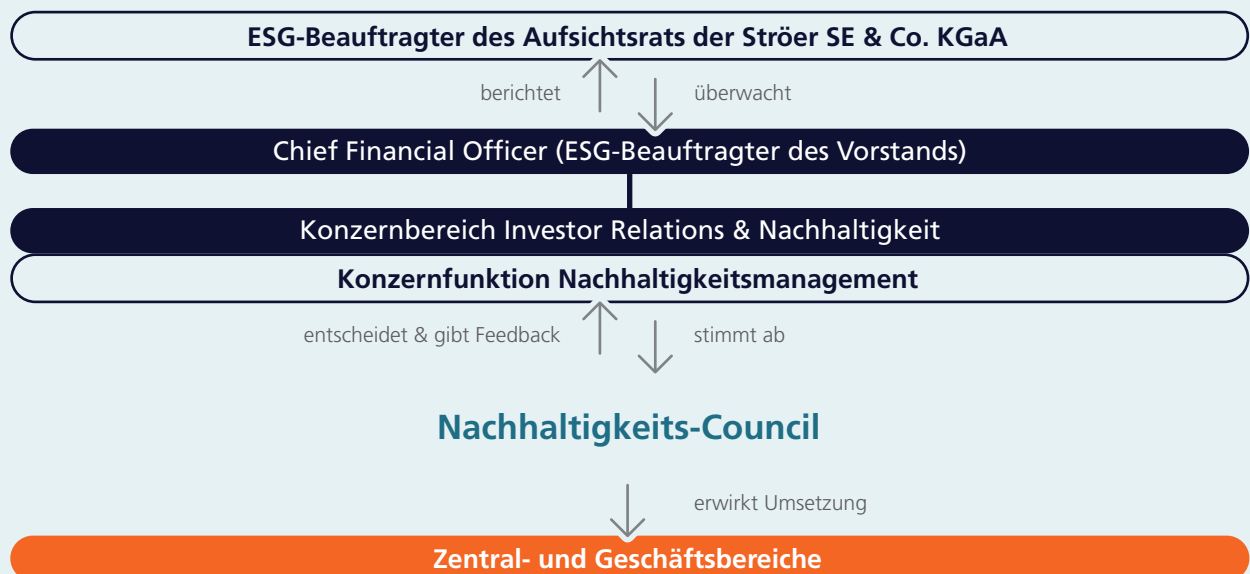 ESG-Beauftragter des Aufsichtsrats der Ströer SE & Co. KGaA
berichtet
überwacht
Chief Financial Officer (ESG-Beauftragter des Vorstands)
Konzernbereich Investor Relations & Nachhaltigkeit
Konzernfunktion Nachhaltigkeitsmanagement
entscheidet & gibt Feedback
stimmt ab
Nachhaltigkeits-Council
erwirkt Umsetzung
Zentral- und Geschäftsbereiche